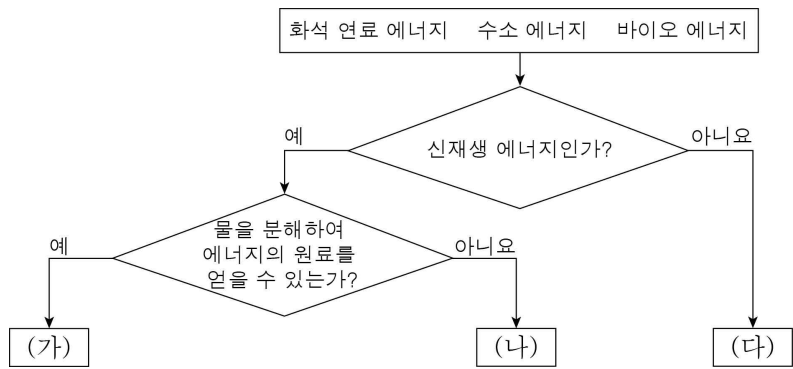 화석 연료 에너지 수소 에너지 바이오 에너지
신재생 에너지인가?
예
아니요
물을 분해하여
에너지의 원료를
얻을 수 있는가?
예
아니요
(가)
(나)
(다)